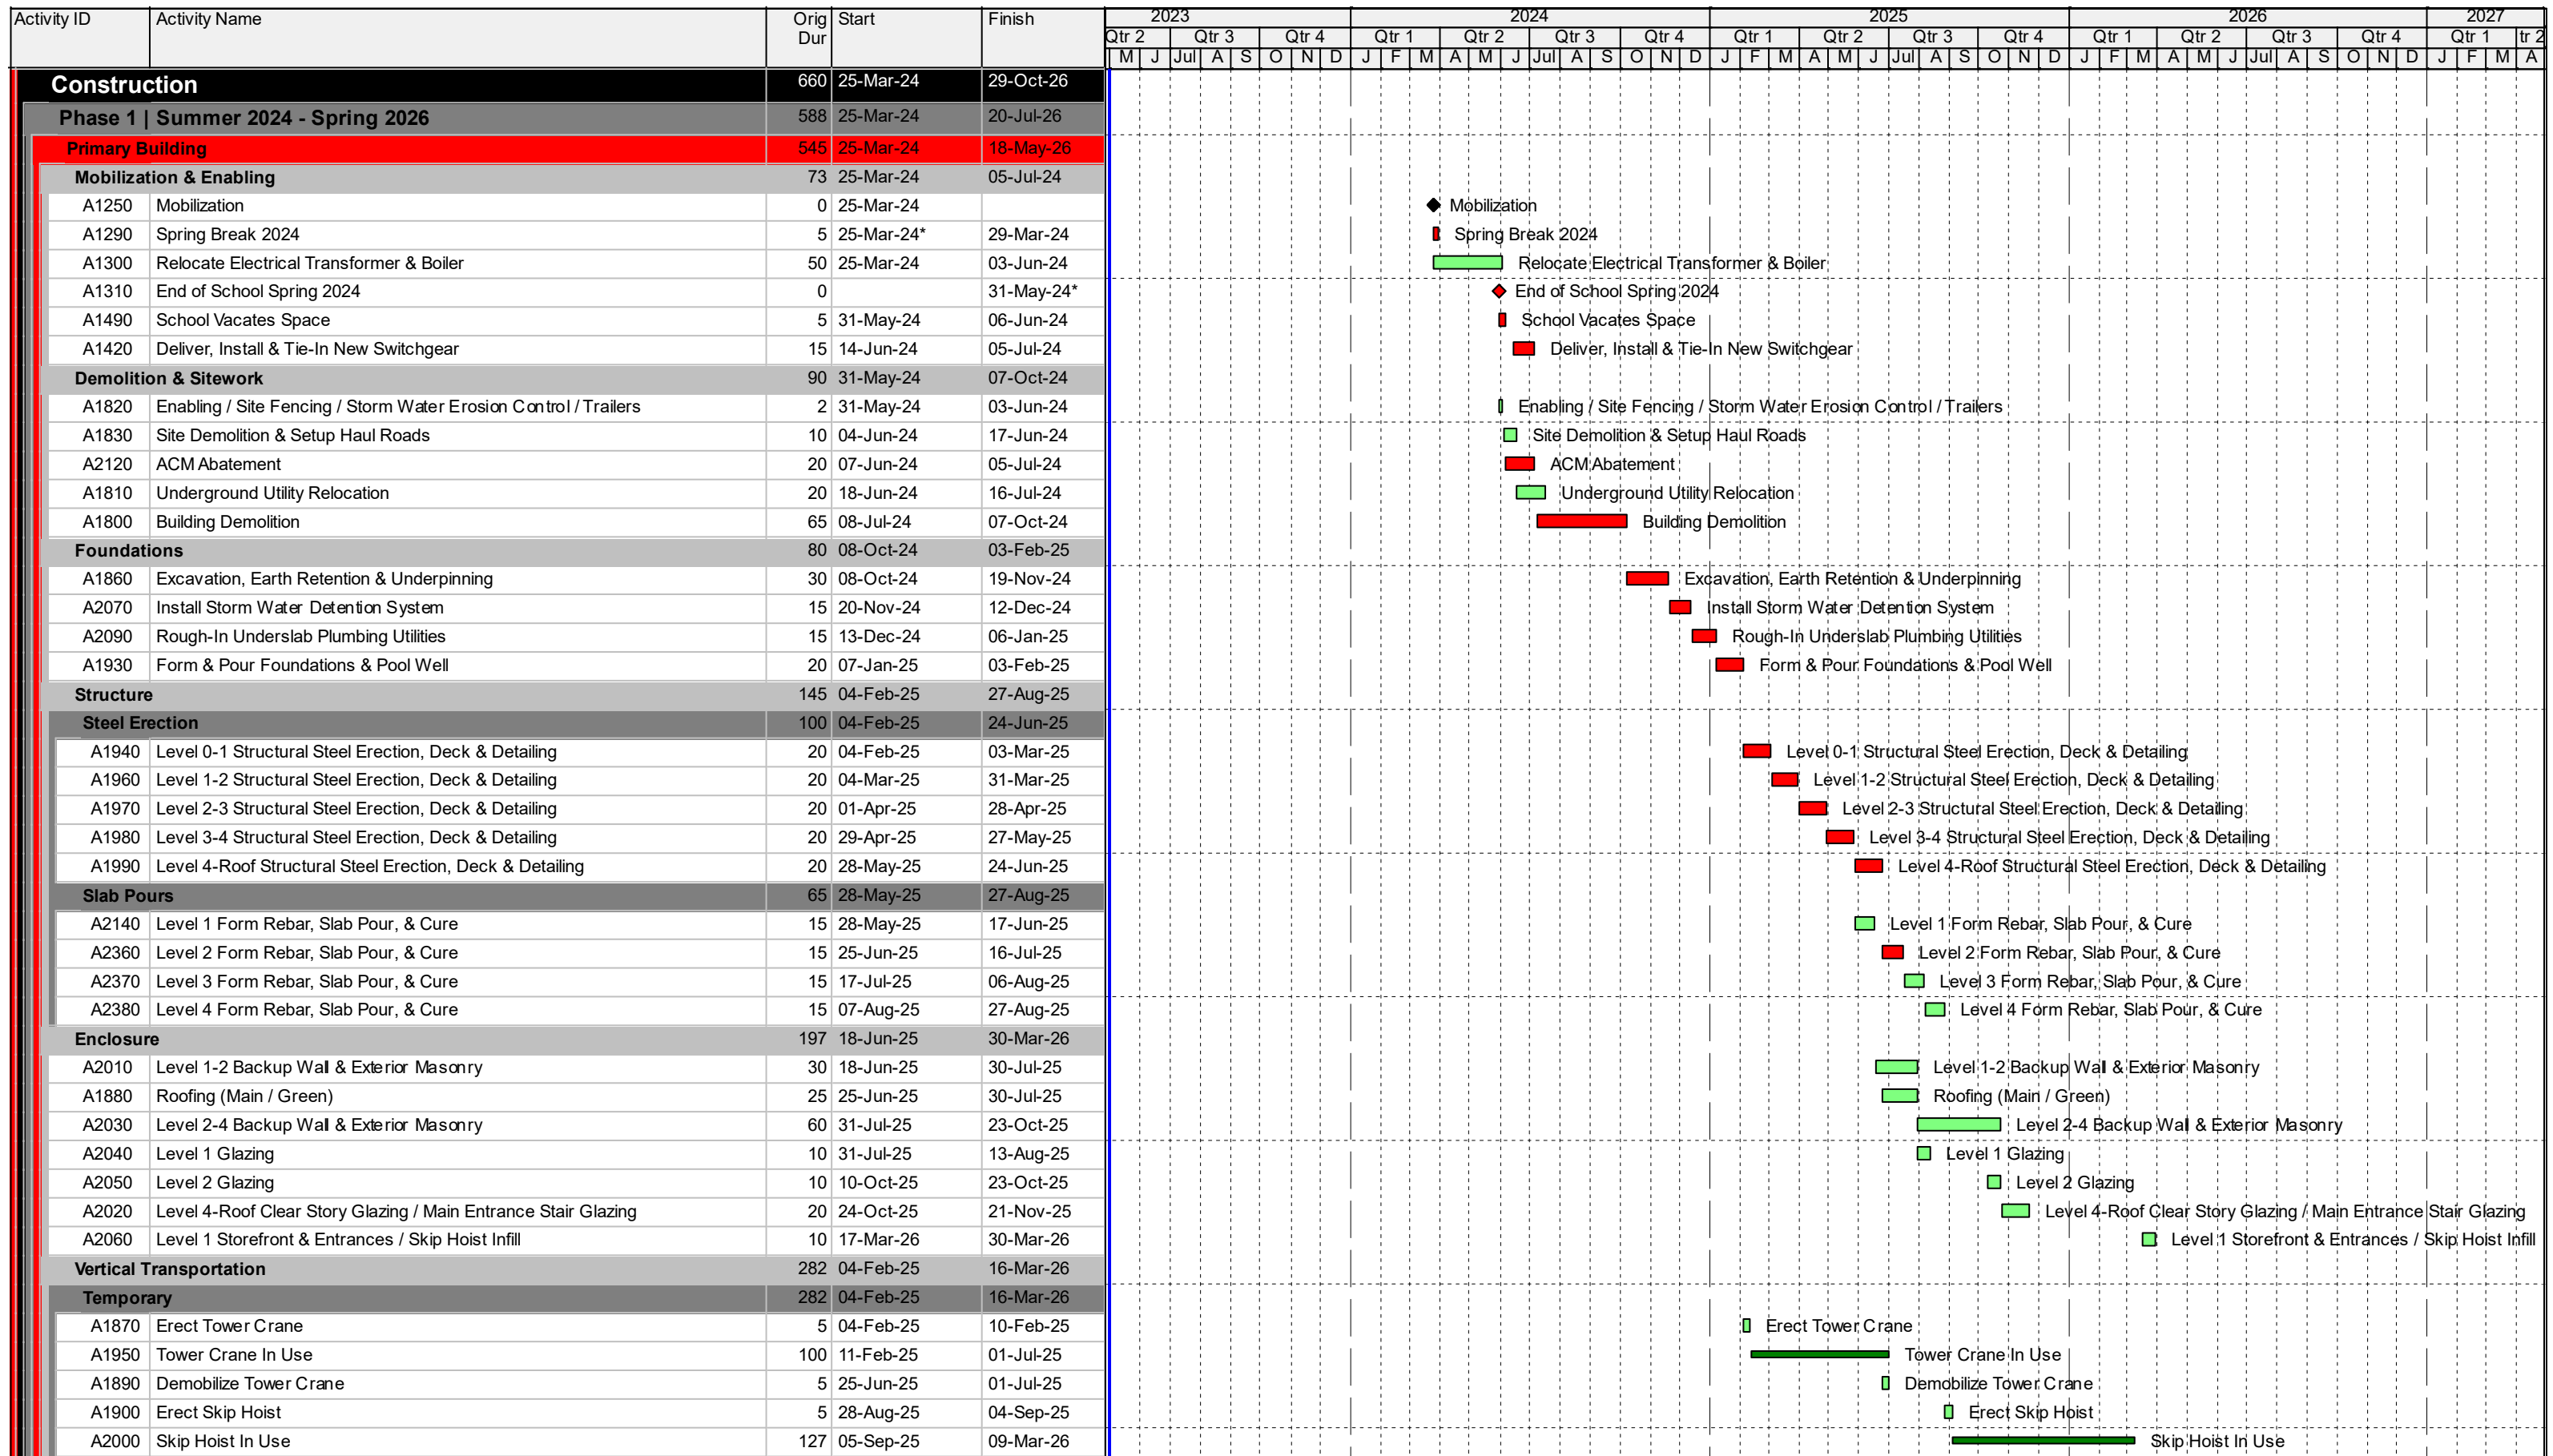 Activity ID Activity Name Orig Dur Start Finish
2023 2024 2025 2026 2027
Qtr 2 Qtr 3 Qtr 4 Qtr 1 Qtr 2 Qtr 3 Qtr 4 Qtr 1 Qtr 2 Qtr 3 Qtr 4 Qtr 1 Qtr 2 Qtr 3 Qtr 4 Qtr 1 tr 2
M J Jul A S O N D J F M A M J Jul A S O N D J F M A M J Jul A S O N D J F M A M J Jul A S O N D J F M A
Construction 660 25-Mar-24 29-Oct-26
Phase 1 | Summer 2024 - Spring 2026 588 25-Mar-24 20-Jul-26
Primary Building 545 25-Mar-24 18-May-26
Mobilization & Enabling 73 25-Mar-24 05-Jul-24
A1250 Mobilization 0 25-Mar-24 Mobilization
A1290 Spring Break 2024 5 25-Mar-24* 29-Mar-24 Spring Break 2024
A1300 Relocate Electrical Transformer & Boiler 50 25-Mar-24 03-Jun-24 Relocate Electrical Transformer & Boiler
A1310 End of School Spring 2024 0 31-May-24* End of School Spring 2024
A1490 School Vacates Space 5 31-May-24 06-Jun-24 School Vacates Space
A1420 Deliver, Install & Tie-In New Switchgear 15 14-Jun-24 05-Jul-24 Deliver, Install & Tie-In New Switchgear
Demolition & Sitework 90 31-May-24 07-Oct-24
A1820 Enabling / Site Fencing / Storm Water Erosion Control / Trailers 2 31-May-24 03-Jun-24 Enabling / Site Fencing / Storm Water Erosion Control / Trailers
A1830 Site Demolition & Setup Haul Roads 10 04-Jun-24 17-Jun-24 Site Demolition & Setup Haul Roads
A2120 ACM Abatement 20 07-Jun-24 05-Jul-24 ACM Abatement
A1810 Underground Utility Relocation 20 18-Jun-24 16-Jul-24 Underground Utility Relocation
A1800 Building Demolition 65 08-Jul-24 07-Oct-24 Building Demolition
Foundations 80 08-Oct-24 03-Feb-25
A1860 Excavation, Earth Retention & Underpinning 30 08-Oct-24 19-Nov-24 Excavation, Earth Retention & Underpinning
A2070 Install Storm Water Detention System 15 20-Nov-24 12-Dec-24 Install Storm Water Detention System
A2090 Rough-In Underslab Plumbing Utilities 15 13-Dec-24 06-Jan-25 Rough-In Underslab Plumbing Utilities
A1930 Form & Pour Foundations & Pool Well 20 07-Jan-25 03-Feb-25 Form & Pour Foundations & Pool Well
Structure 145 04-Feb-25 27-Aug-25
Steel Erection 100 04-Feb-25 24-Jun-25
A1940 Level 0-1 Structural Steel Erection, Deck & Detailing 20 04-Feb-25 03-Mar-25 Level 0-1 Structural Steel Erection, Deck & Detailing
A1960 Level 1-2 Structural Steel Erection, Deck & Detailing 20 04-Mar-25 31-Mar-25 Level 1-2 Structural Steel Erection, Deck & Detailing
A1970 Level 2-3 Structural Steel Erection, Deck & Detailing 20 01-Apr-25 28-Apr-25 Level 2-3 Structural Steel Erection, Deck & Detailing
A1980 Level 3-4 Structural Steel Erection, Deck & Detailing 20 29-Apr-25 27-May-25 Level 3-4 Structural Steel Erection, Deck & Detailing
A1990 Level 4-Roof Structural Steel Erection, Deck & Detailing 20 28-May-25 24-Jun-25 Level 4-Roof Structural Steel Erection, Deck & Detailing
Slab Pours 65 28-May-25 27-Aug-25
A2140 Level 1 Form Rebar, Slab Pour, & Cure 15 28-May-25 17-Jun-25 Level 1 Form Rebar, Slab Pour, & Cure
A2360 Level 2 Form Rebar, Slab Pour, & Cure 15 25-Jun-25 16-Jul-25 Level 2 Form Rebar, Slab Pour, & Cure
A2370 Level 3 Form Rebar, Slab Pour, & Cure 15 17-Jul-25 06-Aug-25 Level 3 Form Rebar, Slab Pour, & Cure
A2380 Level 4 Form Rebar, Slab Pour, & Cure 15 07-Aug-25 27-Aug-25 Level 4 Form Rebar, Slab Pour, & Cure
Enclosure 197 18-Jun-25 30-Mar-26
A2010 Level 1-2 Backup Wall & Exterior Masonry 30 18-Jun-25 30-Jul-25 Level 1-2 Backup Wall & Exterior Masonry
A1880 Roofing (Main / Green) 25 25-Jun-25 30-Jul-25 Roofing (Main / Green)
A2030 Level 2-4 Backup Wall & Exterior Masonry 60 31-Jul-25 23-Oct-25 Level 2-4 Backup Wall & Exterior Masonry
A2040 Level 1 Glazing 10 31-Jul-25 13-Aug-25 Level 1 Glazing
A2050 Level 2 Glazing 10 10-Oct-25 23-Oct-25 Level 2 Glazing
A2020 Level 4-Roof Clear Story Glazing / Main Entrance Stair Glazing 20 24-Oct-25 21-Nov-25 Level 4-Roof Clear Story Glazing / Main Entrance Stair Glazing
A2060 Level 1 Storefront & Entrances / Skip Hoist Infill 10 17-Mar-26 30-Mar-26 Level 1 Storefront & Entrances / Skip Hoist Infill
Vertical Transportation 282 04-Feb-25 16-Mar-26
Temporary 282 04-Feb-25 16-Mar-26
A1870 Erect Tower Crane 5 04-Feb-25 10-Feb-25 Erect Tower Crane
A1950 Tower Crane In Use 100 11-Feb-25 01-Jul-25 Tower Crane In Use
A1890 Demobilize Tower Crane 5 25-Jun-25 01-Jul-25 Demobilize Tower Crane
A1900 Erect Skip Hoist 5 28-Aug-25 04-Sep-25 Erect Skip Hoist
A2000 Skip Hoist In Use 127 05-Sep-25 09-Mar-26 Skip Hoist In Use